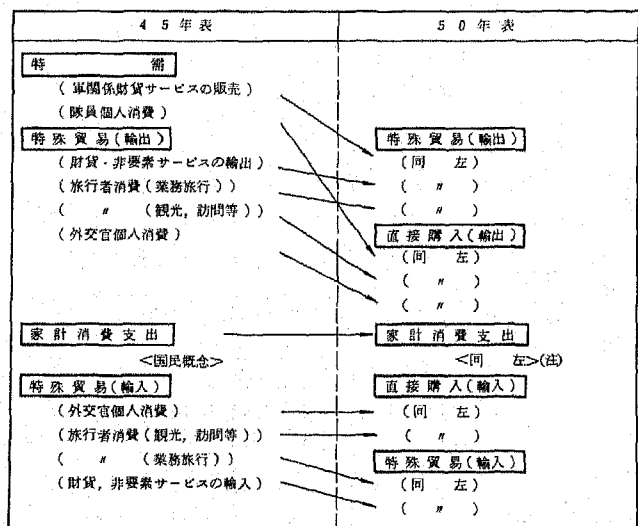 ４５年表
５０年表
特需
(軍関係財貨サービスの販売)
(隊員個人消費)
特殊貿易(輸出)
(財貨・非要素サービスの輸出)
(旅行者消費(業務旅行))
(〃(観光,訪問等))
(外交官個人消費)
特殊貿易(輸出)
(同左)
(〃)
(〃)
直接購入(輸出)
(同左)
(〃)
(〃)
家計消費支出
<国民概念>
家計消費支出
<同左>(注)
特殊貿易(輸入)
(外交官個人消費)
(旅行者消費(観光,訪問等))
(〃(業務旅行))
(財貨,非要素サービスの輸入)
直接購入(輸入)
(同左)
(〃)
特殊貿易(輸入)
(同左)
(〃)